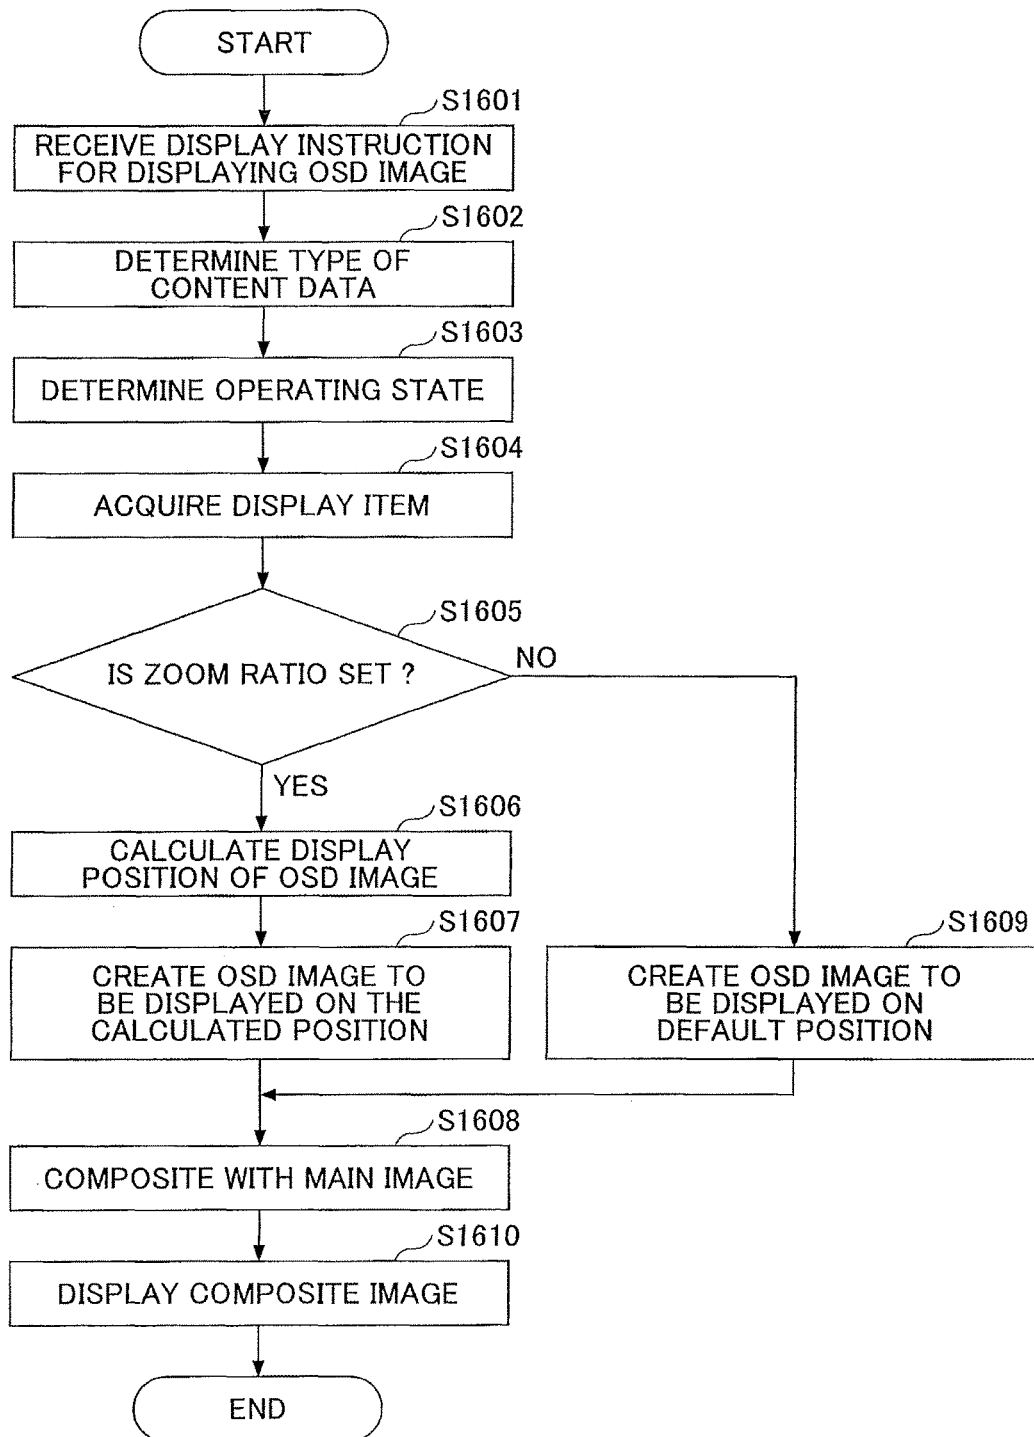 START
S1601
RECEIVE DISPLAY INSTRUCTION
FOR DISPLAYING OSD IMAGE
S1602
DETERMINE TYPE OF
CONTENT DATA
S1603
DETERMINE OPERATING STATE
S1604
ACQUIRE DISPLAY ITEM
S1605
IS ZOOM RATIO SET ?
NO
YES
S1606
CALCULATE DISPLAY
POSITION OF OSD IMAGE
S1607
CREATE OSD IMAGE TO
BE DISPLAYED ON THE
CALCULATED POSITION
S1609
CREATE OSD IMAGE TO
BE DISPLAYED ON
DEFAULT POSITION
S1608
COMPOSITE WITH MAIN IMAGE
S1610
DISPLAY COMPOSITE IMAGE
END